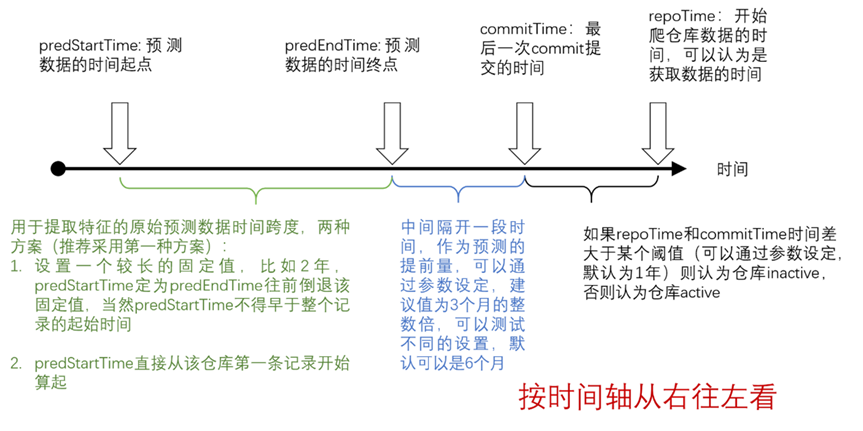 predStartTime: 预测
数据的时间起点
predEndTime: 预测
数据的时间终点
commitTime：最
后一次commit提
交的时间
repoTime：开始
爬仓库数据的时
间，可以认为是
获取数据的时间
时间
用于提取特征的原始预测数据时间跨度，两种
方案（推荐采用第一种方案）：
1. 设置一个较长的固定值，比如2年，
predStartTime定为predEndTime往前倒退该
固定值，当然predStartTime不得早于整个记
录的起始时间
2. predStartTime直接从该仓库第一条记录开始
算起
中间隔开一段时
间，作为预测的
提前量，可以通
过参数设定，建
议值为3个月的整
数倍，可以测试
不同的设置，默
认可以是6个月
如果repoTime和commitTime时间差
大于某个阈值（可以通过参数设定，
默认为1年）则认为仓库inactive，
否则认为仓库active
按时间轴从右往左看